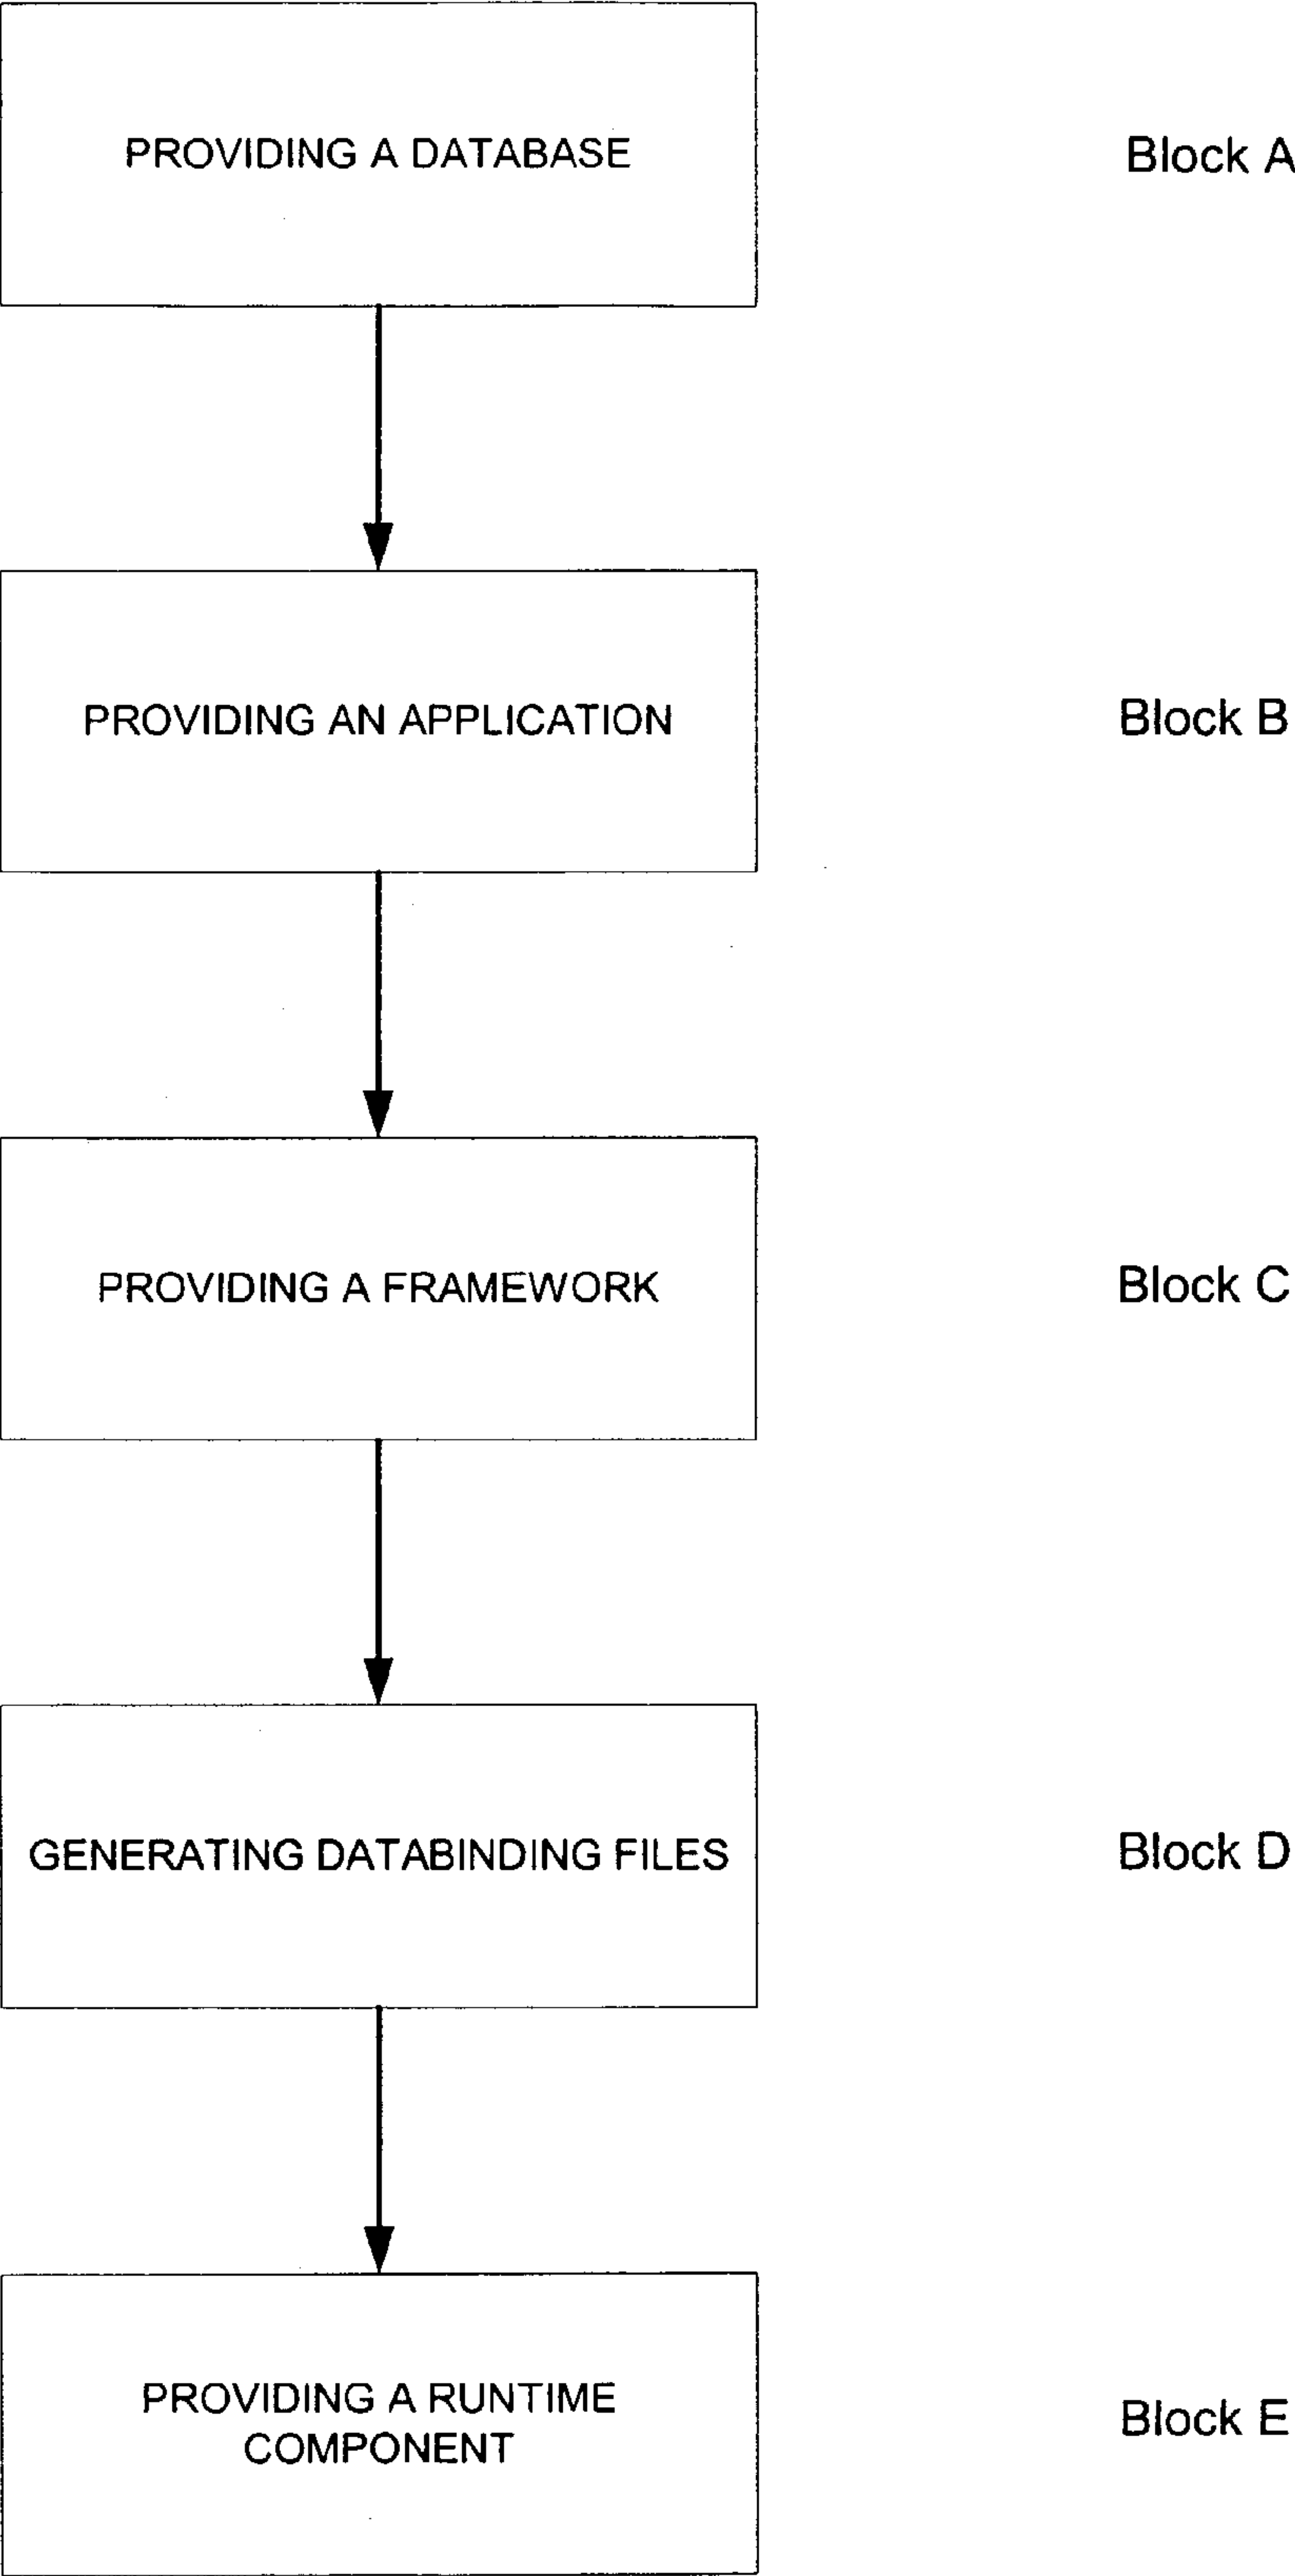 PROVIDING A DATABASE
Block A
PROVIDING AN APPLICATION
Block B
PROVIDING A FRAMEWORK
Block C
GENERATING DATABINDING FILES
Block D
PROVIDING A RUNTIME
COMPONENT
Block E